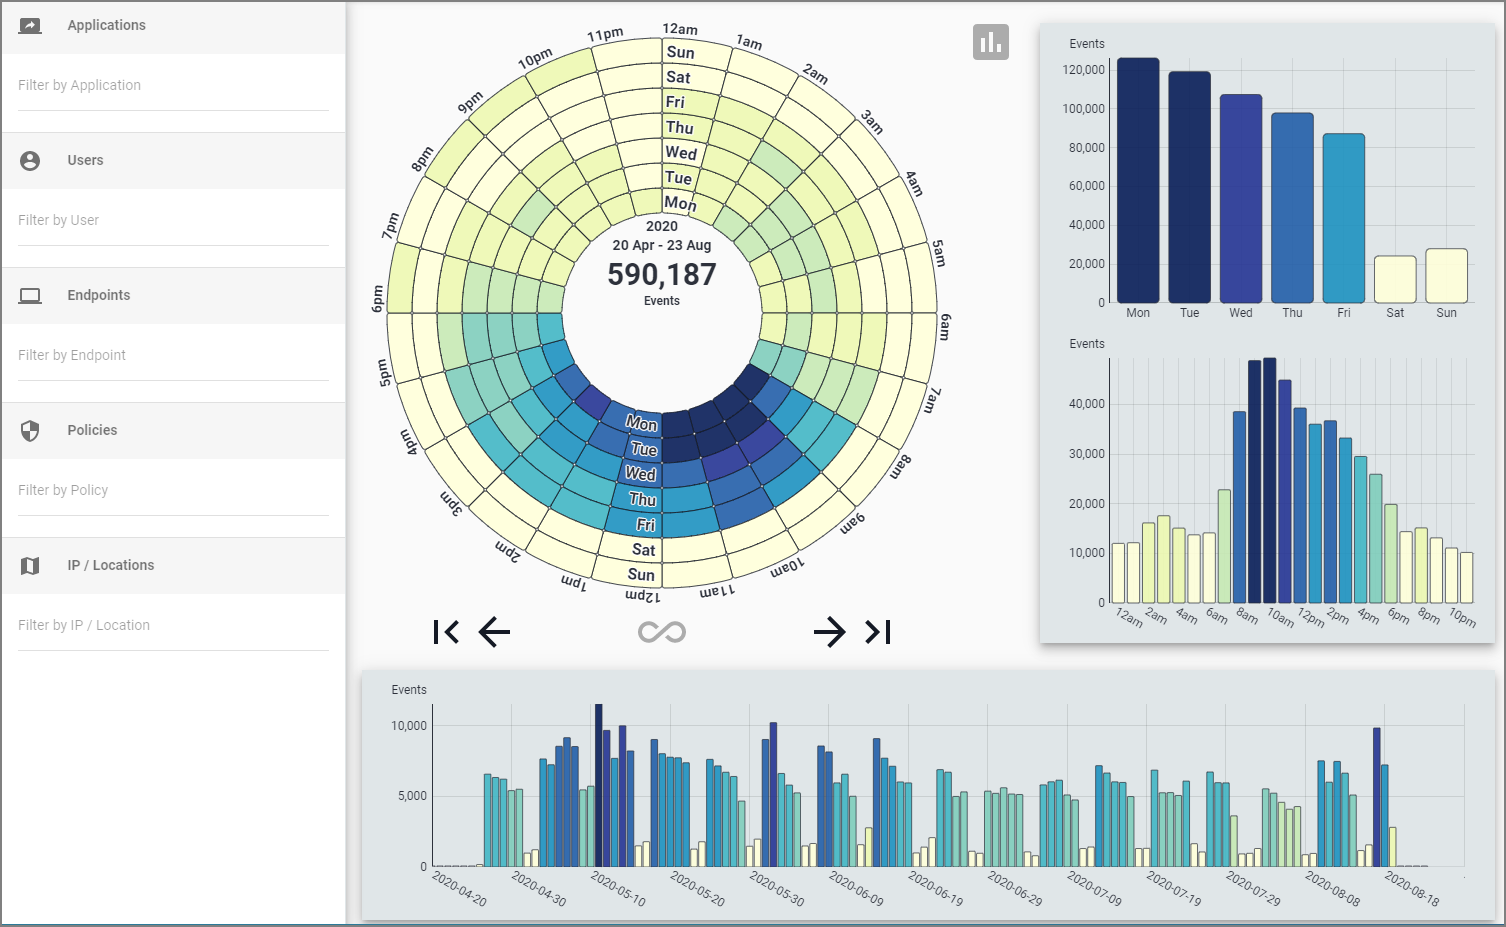 Applications
Filter by Application
Users
Filter by User
Endpoints
Filter by Endpoint
Policies
Filter by Policy
IP / Locations
Filter by IP / Location
12am
1am
2am
3am
4am
5am
6am
7am
8am
9am
10am
11am
12pm
1pm
2pm
3pm
4pm
5pm
6pm
7pm
8pm
9pm
10pm
11pm
Sun
Sat
Fri
Thu
Wed
Tue
Mon
2020
20 Apr - 23 Aug
590,187
Events
Mon
Tue
Wed
Thu
Fri
Sat
Sun
Events
120,000
100,000
80,000
60,000
40,000
20,000
0
Mon Tue Wed Thu Fri Sat Sun
Events
40,000
30,000
20,000
10,000
0
12am 2am 4am 6am 8am 10am 12pm 2pm 4pm 6pm 8pm 10pm
Events
10,000
5,000
0
2020-04-20 2020-04-30 2020-05-10 2020-05-20 2020-05-30 2020-06-09 2020-06-19 2020-06-29 2020-07-09 2020-07-19 2020-07-29 2020-08-08 2020-08-18